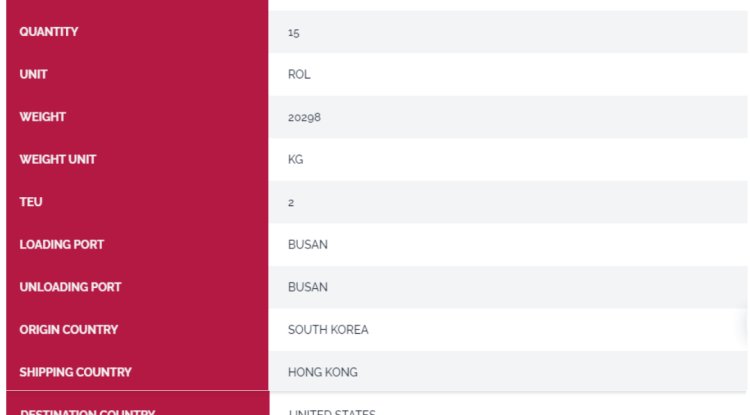 QUANTITY 15
UNIT ROL
WEIGHT 20298
WEIGHT UNIT KG
TEU 2
LOADING PORT BUSAN
UNLOADING PORT BUSAN
ORIGIN COUNTRY SOUTH KOREA
SHIPPING COUNTRY HONG KONG
DESTINATION COUNTRY UNITED STATES